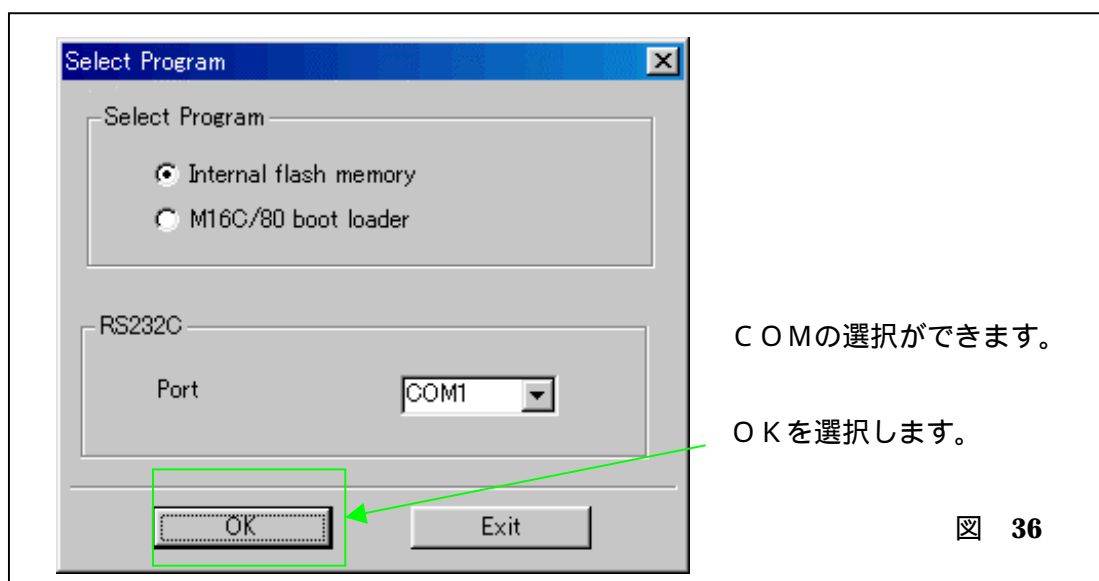 Select Program
Select Program
Internal flash memory
M16C/80 boot loader
RS232C
ＣＯＭの選択ができます。
Port COM1
ＯＫを選択します。
OK Exit
図 36